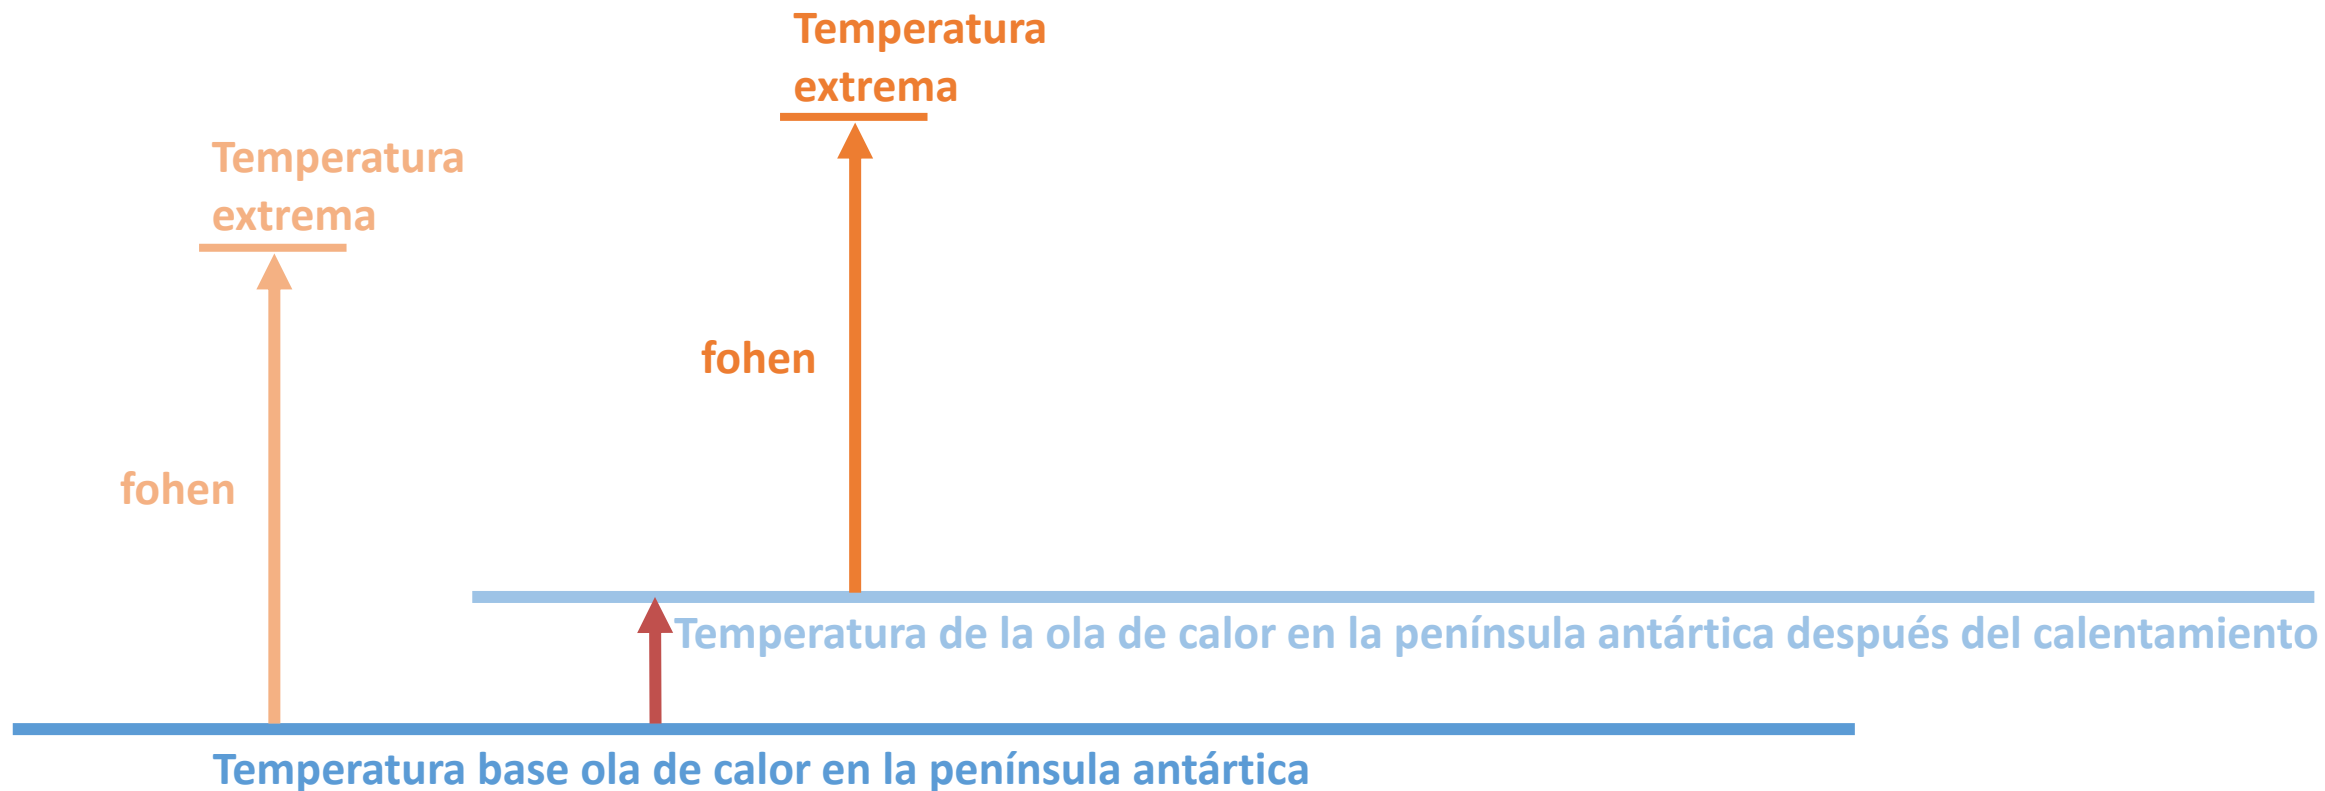 Temperatura
extrema
Temperatura
extrema
fohen
fohen
Temperatura de la ola de calor en la península antártica después del calentamiento
Temperatura base ola de calor en la península antártica